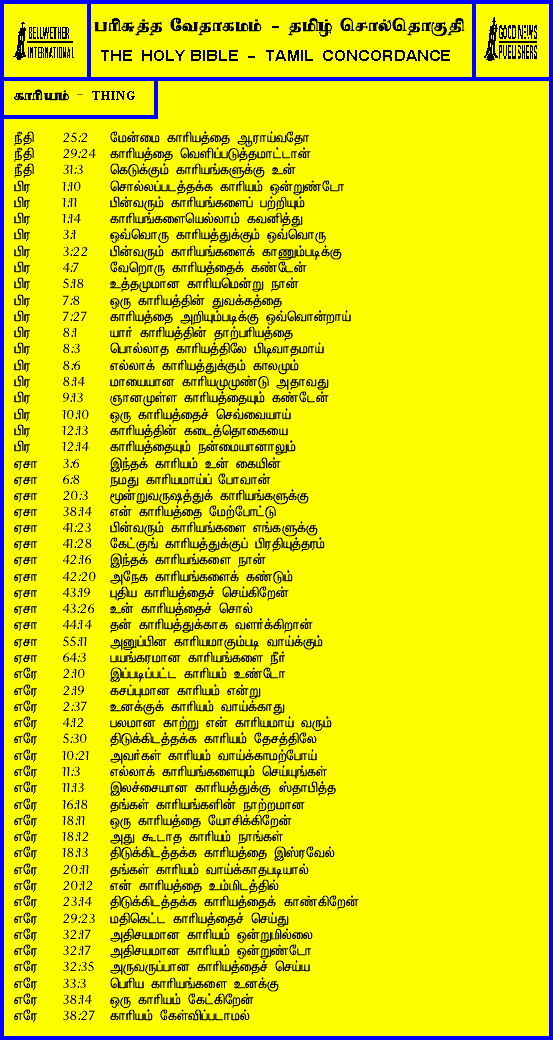 BELLWETHER
INTERNATIONAL
பரிசுத்த வேதாகமம் - தமிழ் சொல்தொகுதி
THE HOLY BIBLE - TAMIL CONCORDANCE
GOOD NEWS
PUBLISHERS
காரியம் - THING
நீதி 25:2 மேன்மை காரியத்தை ஆராய்வதோ
நீதி 29:24 காரியத்தை வெளிப்படுத்தமாட்டான்
நீதி 31:3 கெடுக்கும் காரியங்களுக்கு உன்
பிர 1:10 சொல்லப்படத்தக்க காரியம் ஒன்றுண்டோ
பிர 1:11 பின்வரும் காரியங்களைப் பற்றியும்
பிர 1:14 காரியங்களையெல்லாம் கவனித்து
பிர 3:1 ஒவ்வொரு காரியத்துக்கும் ஒவ்வொரு
பிர 3:22 பின்வரும் காரியங்களைக் காணும்படிக்கு
பிர 4:7 வேறொரு காரியத்தைக் கண்டேன்
பிர 5:18 உத்தமுமான காரியமென்று நான்
பிர 7:8 ஒரு காரியத்தின் துவக்கத்தை
பிர 7:27 காரியத்தை அறியும்படிக்கு ஒவ்வொன்றாய்
பிர 8:1 யார் காரியத்தின் தாற்பரியத்தை
பிர 8:3 பொல்லாத காரியத்திலே பிடிவாதமாய்
பிர 8:6 எல்லாக் காரியத்துக்கும் காலமும்
பிர 8:14 மாயையான காரியமுமுண்டு அதாவது
பிர 9:13 ஞானமுள்ள காரியத்தையும் கண்டேன்
பிர 10:10 ஒரு காரியத்தைச் செவ்வையாய்
பிர 12:13 காரியத்தின் கடைத்தொகையை
பிர 12:14 காரியத்தையும் நன்மையானாலும்
ஏசா 3:6 இந்தக் காரியம் உன் கையின்
ஏசா 6:8 நமது காரியமாய்ப் போவான்
ஏசா 20:3 மூன்றுவருஷத்துக் காரியங்களுக்கு
ஏசா 38:14 என் காரியத்தை மேற்போட்டு
ஏசா 41:23 பின்வரும் காரியங்களை எங்களுக்கு
ஏசா 41:28 கேட்குங் காரியத்துக்குப் பிரதியுத்தரம்
ஏசா 42:16 இந்தக் காரியங்களை நான்
ஏசா 42:20 அநேக காரியங்களைக் கண்டும்
ஏசா 43:19 புதிய காரியத்தைச் செய்கிறேன்
ஏசா 43:26 உன் காரியத்தைச் சொல்
ஏசா 44:14 தன் காரியத்துக்காக வளர்க்கிறான்
ஏசா 55:11 அனுப்பின காரியமாகும்படி வாய்க்கும்
ஏசா 64:3 பயங்கரமான காரியங்களை நீர்
எரே 2:10 இப்படிப்பட்ட காரியம் உண்டோ
எரே 2:19 கசப்புமான காரியம் என்று
எரே 2:37 உனக்குக் காரியம் வாய்க்காது
எரே 4:12 பலமான காற்று என் காரியமாய் வரும்
எரே 5:30 திடுக்கிடத்தக்க காரியம் தேசத்திலே
எரே 10:21 அவர்கள் காரியம் வாய்க்காமற்போய்
எரே 11:3 எல்லாக் காரியங்களையும் செய்யுங்கள்
எரே 11:13 இலச்சையான காரியத்துக்கு ஸ்தாபித்த
எரே 16:18 தங்கள் காரியங்களின் நாற்றமான
எரே 18:11 ஒரு காரியத்தை யோசிக்கிறேன்
எரே 18:12 அது கூடாத காரியம் நாங்கள்
எரே 18:13 திடுக்கிடத்தக்க காரியத்தை இஸ்ரவேல்
எரே 20:11 தங்கள் காரியம் வாய்க்காதபடியால்
எரே 20:12 என் காரியத்தை உம்மிடத்தில்
எரே 23:14 திடுக்கிடத்தக்க காரியத்தைக் காண்கிறேன்
எரே 29:23 மதிகெட்ட காரியத்தைச் செய்து
எரே 32:17 அதிசயமான காரியம் ஒன்றுமில்லை
எரே 32:17 அதிசயமான காரியம் ஒன்றுண்டோ
எரே 32:35 அருவருப்பான காரியத்தைச் செய்ய
எரே 33:3 பெரிய காரியங்களை உனக்கு
எரே 38:14 ஒரு காரியம் கேட்கிறேன்
எரே 38:27 காரியம் கேள்விப்படாமல்